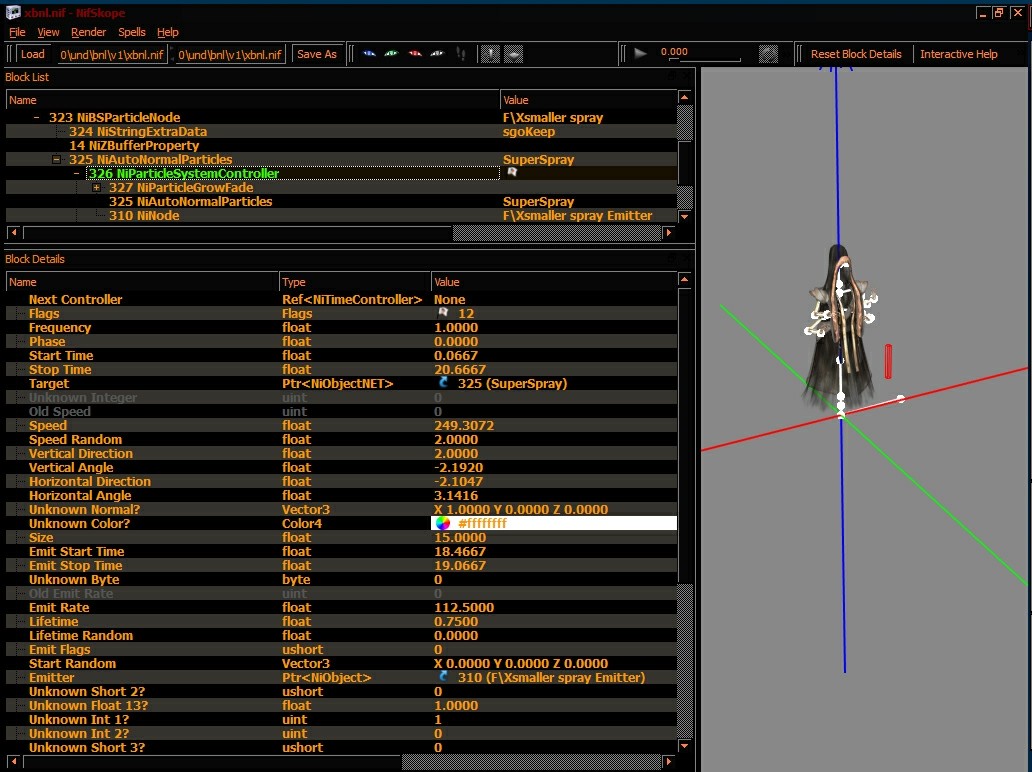 xbnl.nif - NifSkope
File View Render Spells Help
Load 0\und\bnl\v1\xbnl.nif 0\und\bnl\v1\xbnl.nif Save As 0.000 Reset Block Details Interactive Help
Block List
Name Value
323 NiBSParticleNode F\Xsmaller spray
324 NiStringExtraData sgoKeep
14 NiZBufferProperty
325 NiAutoNormalParticles SuperSpray
326 NiParticleSystemController
327 NiParticleGrowFade
325 NiAutoNormalParticles SuperSpray
310 NiNode F\Xsmaller spray Emitter
Block Details
Name Type Value
Next Controller Ref<NiTimeController> None
Flags Flags 12
Frequency float 1.0000
Phase float 0.0000
Start Time float 0.0667
Stop Time float 20.6667
Target Ptr<NiObjectNET> 325 (SuperSpray)
Unknown Integer uint 0
Old Speed uint 0
Speed float 249.3072
Speed Random float 2.0000
Vertical Direction float 2.0000
Vertical Angle float -2.1920
Horizontal Direction float -2.1047
Horizontal Angle float 3.1416
Unknown Normal? Vector3 X 1.0000 Y 0.0000 Z 0.0000
Unknown Color? Color4 #ffffffff
Size float 15.0000
Emit Start Time float 18.4667
Emit Stop Time float 19.0667
Unknown Byte byte 0
Old Emit Rate uint 0
Emit Rate float 112.5000
Lifetime float 0.7500
Lifetime Random float 0.0000
Emit Flags ushort 0
Start Random Vector3 X 0.0000 Y 0.0000 Z 0.0000
Emitter Ptr<NiObject> 310 (F\Xsmaller spray Emitter)
Unknown Short 2? ushort 0
Unknown Float 13? float 1.0000
Unknown Int 1? uint 1
Unknown Int 2? uint 0
Unknown Short 3? ushort 0